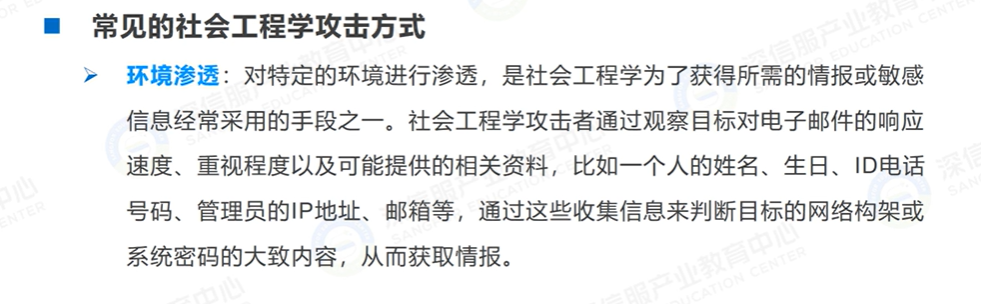 常见的社会工程学攻击方式
环境渗透：对特定的环境进行渗透，是社会工程学为了获得所需的情报或敏感
信息经常采用的手段之一。社会工程学攻击者通过观察目标对电子邮件的响应
速度、重视程度以及可能提供的相关资料，比如一个人的姓名、生日、ID电话
号码、管理员的IP地址、邮箱等，通过这些收集信息来判断目标的网络构架或
系统密码的大致内容，从而获取情报。